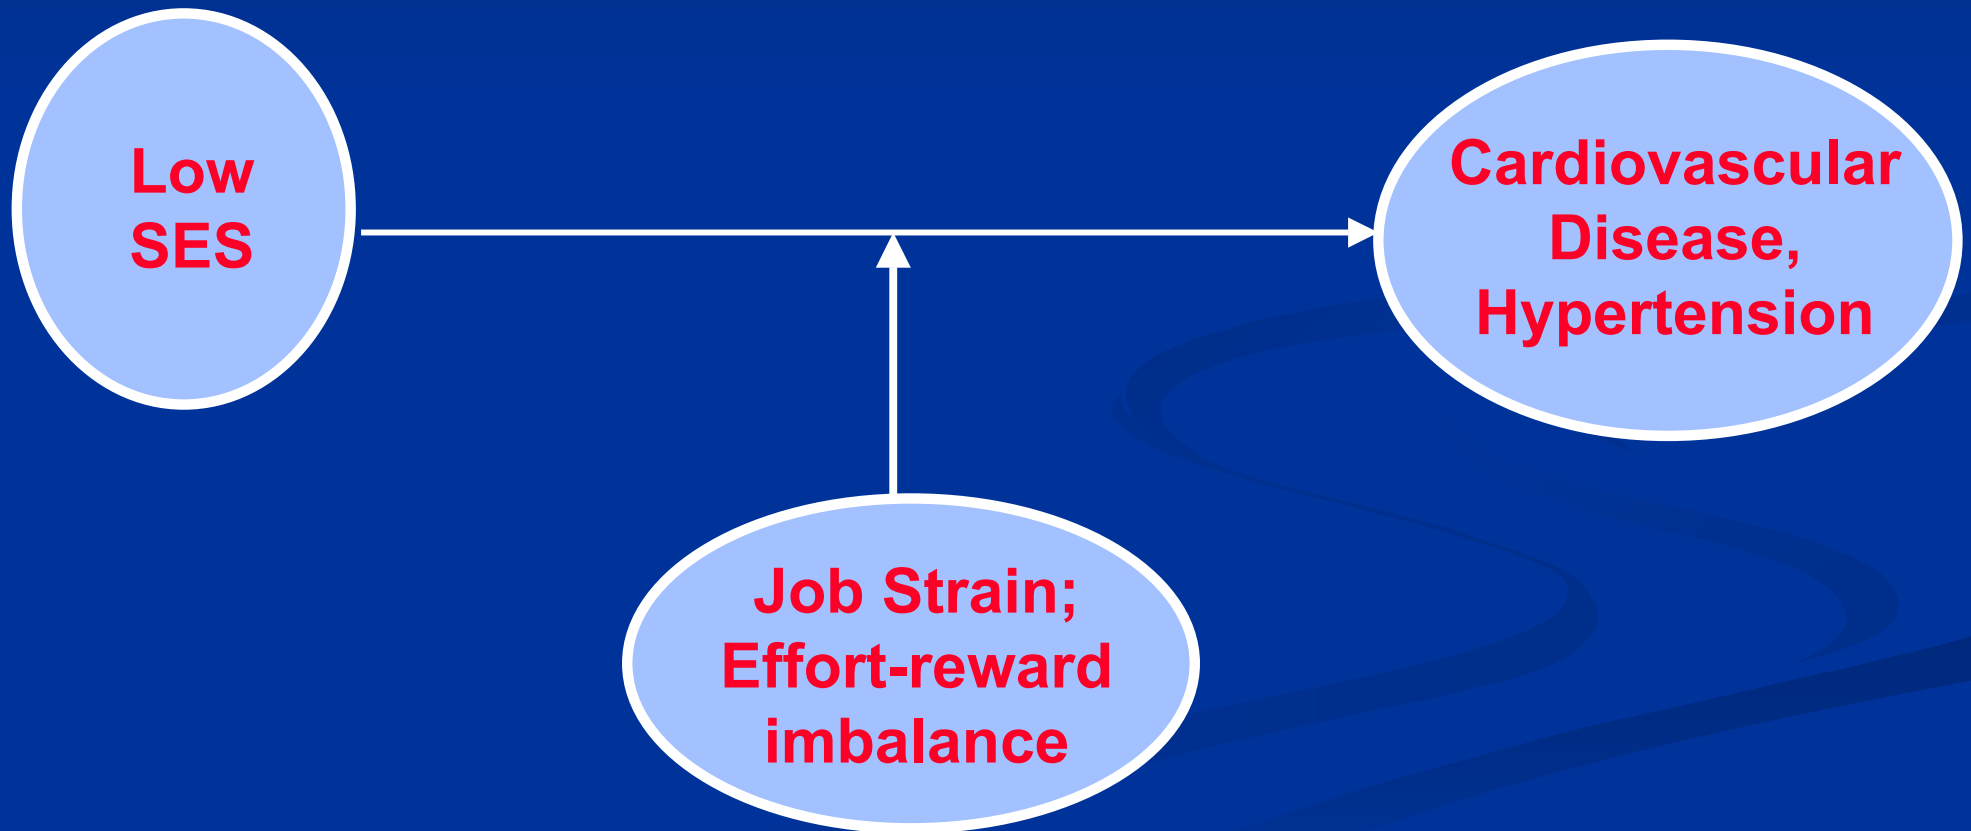 Low
SES
Cardiovascular
Disease,
Hypertension
Job Strain;
Effort-reward
imbalance